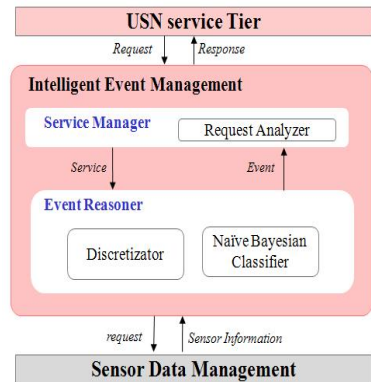 USN service Tier
Request
Response
Intelligent Event Management
Service Manager
Request Analyzer
Service
Event
Event Reasoner
Discretizator
Naïve Bayesian
Classifier
request
Sensor Information
Sensor Data Management